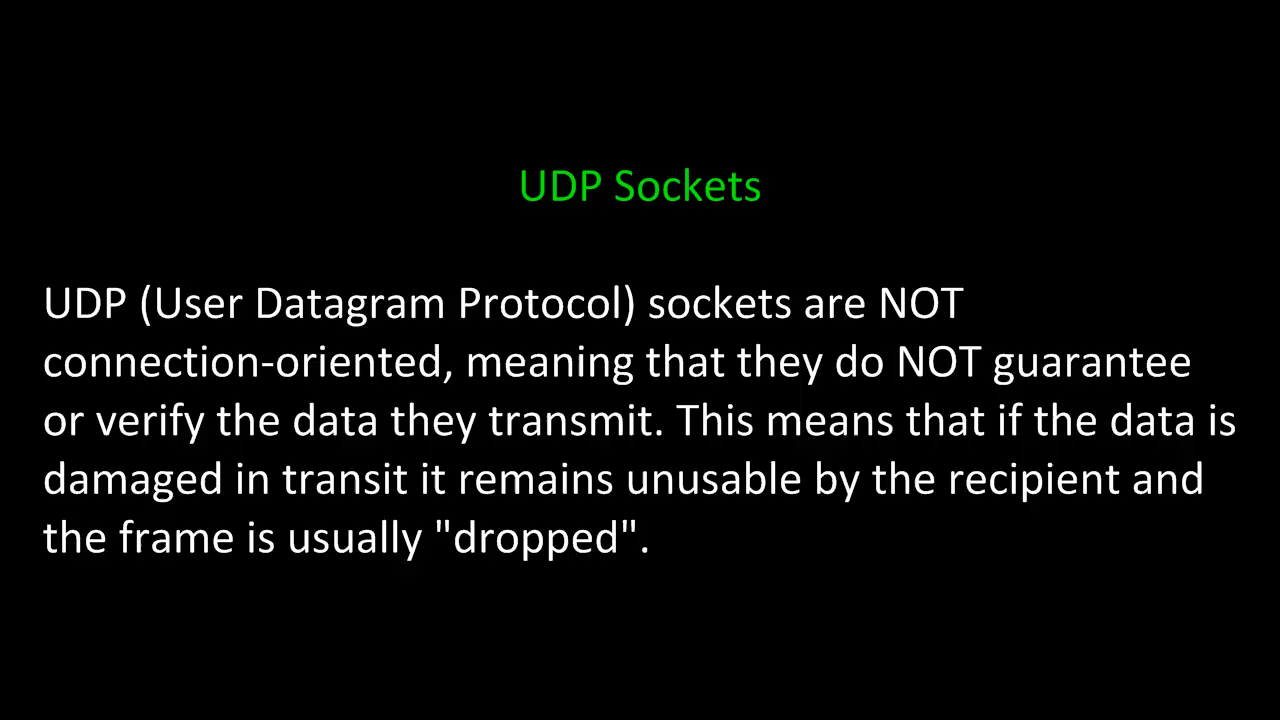 UDP Sockets
UDP (User Datagram Protocol) sockets are NOT
connection-oriented, meaning that they do NOT guarantee
or verify the data they transmit. This means that if the data is
damaged in transit it remains unusable by the recipient and
the frame is usually "dropped".